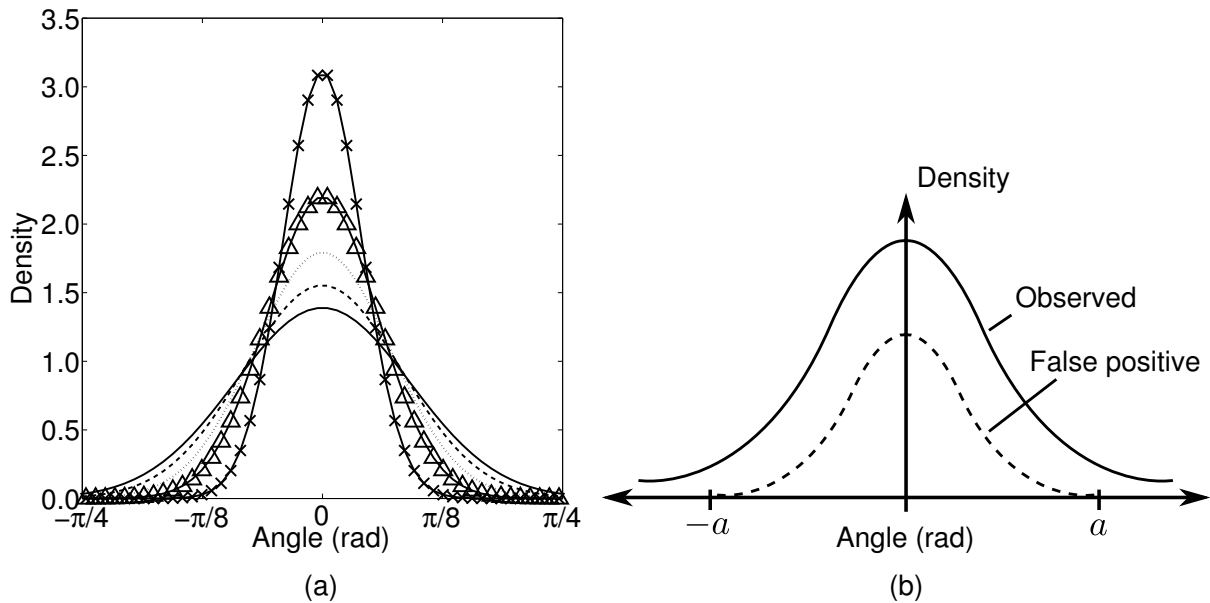 3.5
3.0
2.5
2.0
1.5
1.0
0.5
0.0
Density
−π/4
−π/8
0
π/8
π/4
Angle (rad)
(a)
Density
Observed
False positive
−a
a
Angle (rad)
(b)